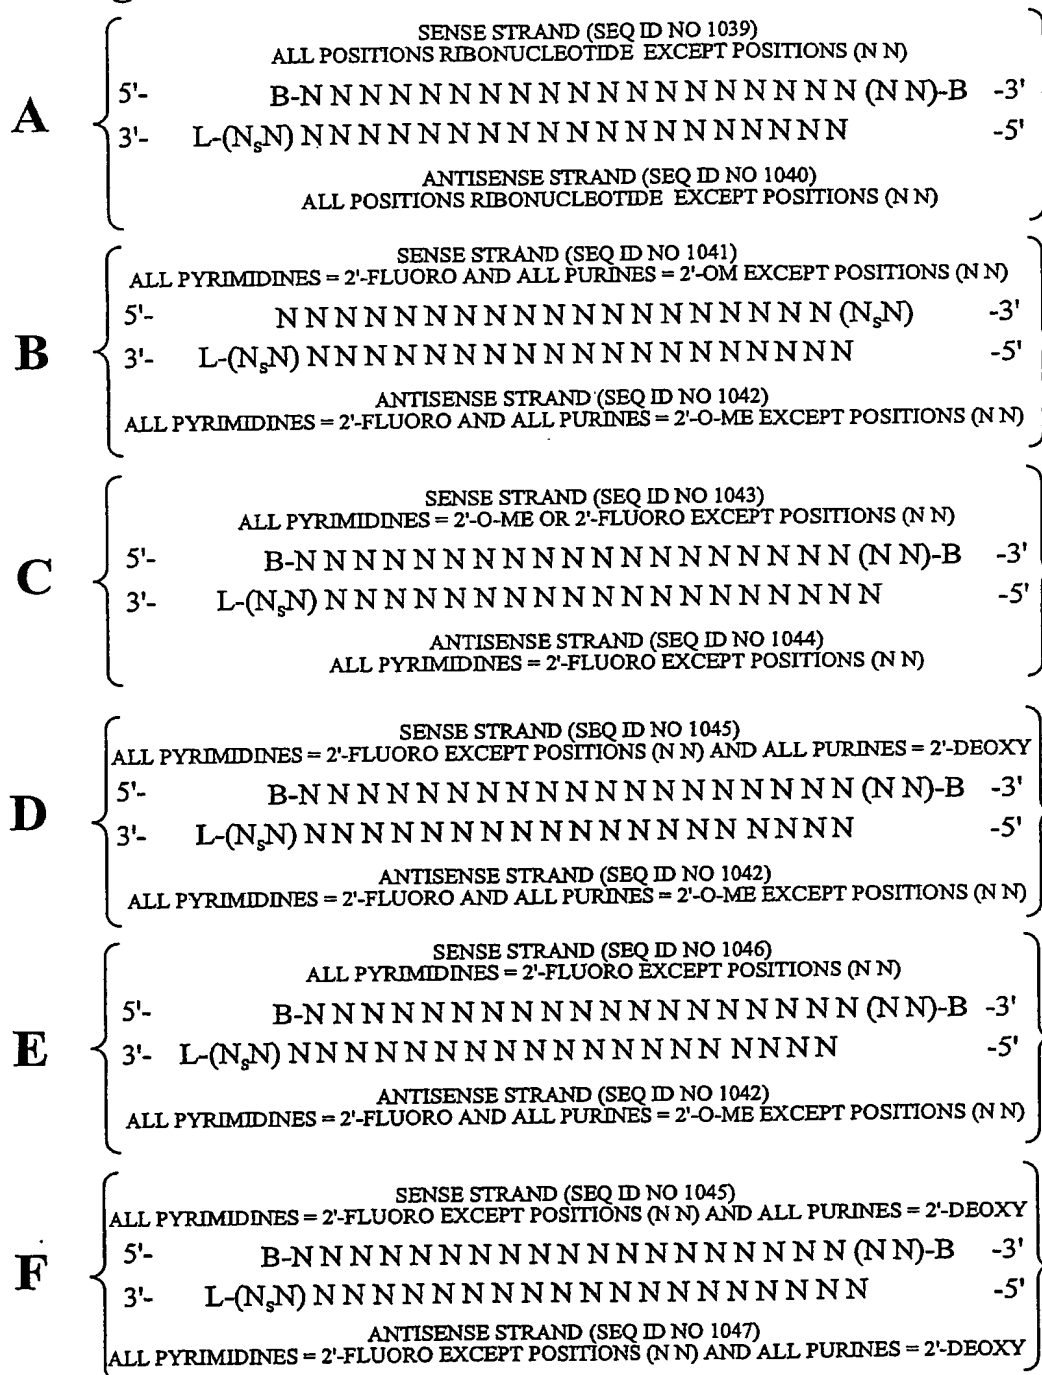 SENSE STRAND (SEQ ID NO 1039)
ALL POSITIONS RIBONUCLEOTIDE EXCEPT POSITIONS (N N)
A
5'- B-N N N N N N N N N N N N N N N N N N N (N N)-B -3'
3'- L-(NsN) N N N N N N N N N N N N N N N N N N N -5'
ANTISENSE STRAND (SEQ ID NO 1040)
ALL POSITIONS RIBONUCLEOTIDE EXCEPT POSITIONS (N N)
SENSE STRAND (SEQ ID NO 1041)
ALL PYRIMIDINES = 2'-FLUORO AND ALL PURINES = 2'-OM EXCEPT POSITIONS (N N)
B
5'- N N N N N N N N N N N N N N N N N N N (NsN) -3'
3'- L-(NsN) N N N N N N N N N N N N N N N N N N N -5'
ANTISENSE STRAND (SEQ ID NO 1042)
ALL PYRIMIDINES = 2'-FLUORO AND ALL PURINES = 2'-O-ME EXCEPT POSITIONS (N N)
SENSE STRAND (SEQ ID NO 1043)
ALL PYRIMIDINES = 2'-O-ME OR 2'-FLUORO EXCEPT POSITIONS (N N)
C
5'- B-N N N N N N N N N N N N N N N N N N N (N N)-B -3'
3'- L-(NsN) N N N N N N N N N N N N N N N N N N N -5'
ANTISENSE STRAND (SEQ ID NO 1044)
ALL PYRIMIDINES = 2'-FLUORO EXCEPT POSITIONS (N N)
SENSE STRAND (SEQ ID NO 1045)
ALL PYRIMIDINES = 2'-FLUORO EXCEPT POSITIONS (N N) AND ALL PURINES = 2'-DEOXY
D
5'- B-N N N N N N N N N N N N N N N N N N N (N N)-B -3'
3'- L-(NsN) N N N N N N N N N N N N N N N N N N N -5'
ANTISENSE STRAND (SEQ ID NO 1042)
ALL PYRIMIDINES = 2'-FLUORO AND ALL PURINES = 2'-O-ME EXCEPT POSITIONS (N N)
SENSE STRAND (SEQ ID NO 1046)
ALL PYRIMIDINES = 2'-FLUORO EXCEPT POSITIONS (N N)
E
5'- B-N N N N N N N N N N N N N N N N N N N (N N)-B -3'
3'- L-(NsN) N N N N N N N N N N N N N N N N N N N -5'
ANTISENSE STRAND (SEQ ID NO 1042)
ALL PYRIMIDINES = 2'-FLUORO AND ALL PURINES = 2'-O-ME EXCEPT POSITIONS (N N)
SENSE STRAND (SEQ ID NO 1045)
ALL PYRIMIDINES = 2'-FLUORO EXCEPT POSITIONS (N N) AND ALL PURINES = 2'-DEOXY
F
5'- B-N N N N N N N N N N N N N N N N N N N (N N)-B -3'
3'- L-(NsN) N N N N N N N N N N N N N N N N N N N -5'
ANTISENSE STRAND (SEQ ID NO 1047)
ALL PYRIMIDINES = 2'-FLUORO EXCEPT POSITIONS (N N) AND ALL PURINES = 2'-DEOXY